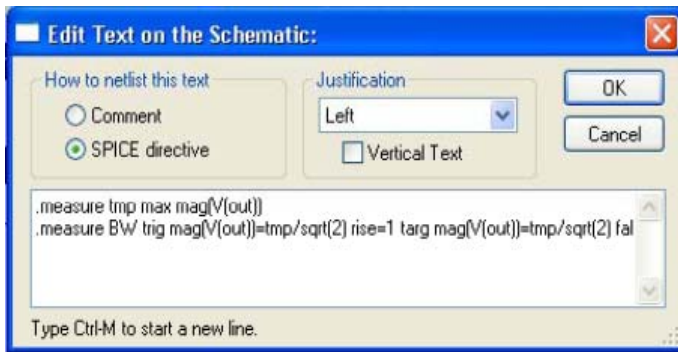 Edit Text on the Schematic:
How to netlist this text
Comment
SPICE directive
Justification
Left
Vertical Text
OK
Cancel
.measure tmp max mag(V(out))
.measure BW trig mag(V(out))=tmp/sqrt(2) rise=1 targ mag(V(out))=tmp/sqrt(2) fal
Type Ctrl-M to start a new line.